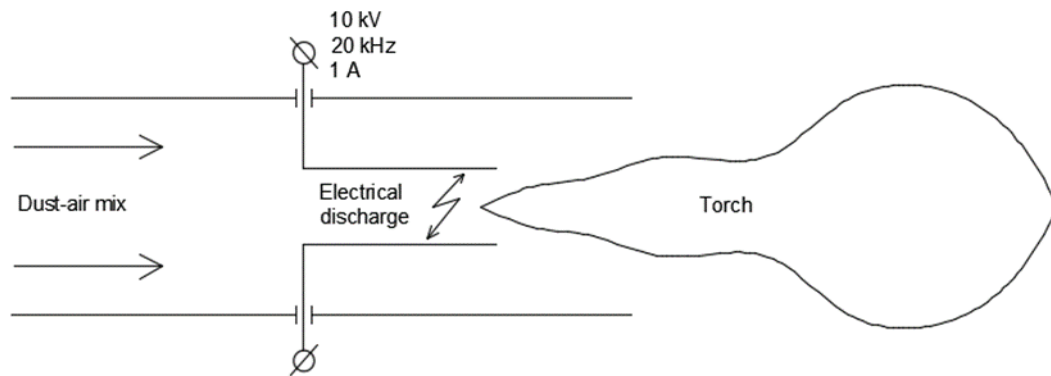 10 kV
20 kHz
1 A
Dust-air mix
Electrical
discharge
Torch